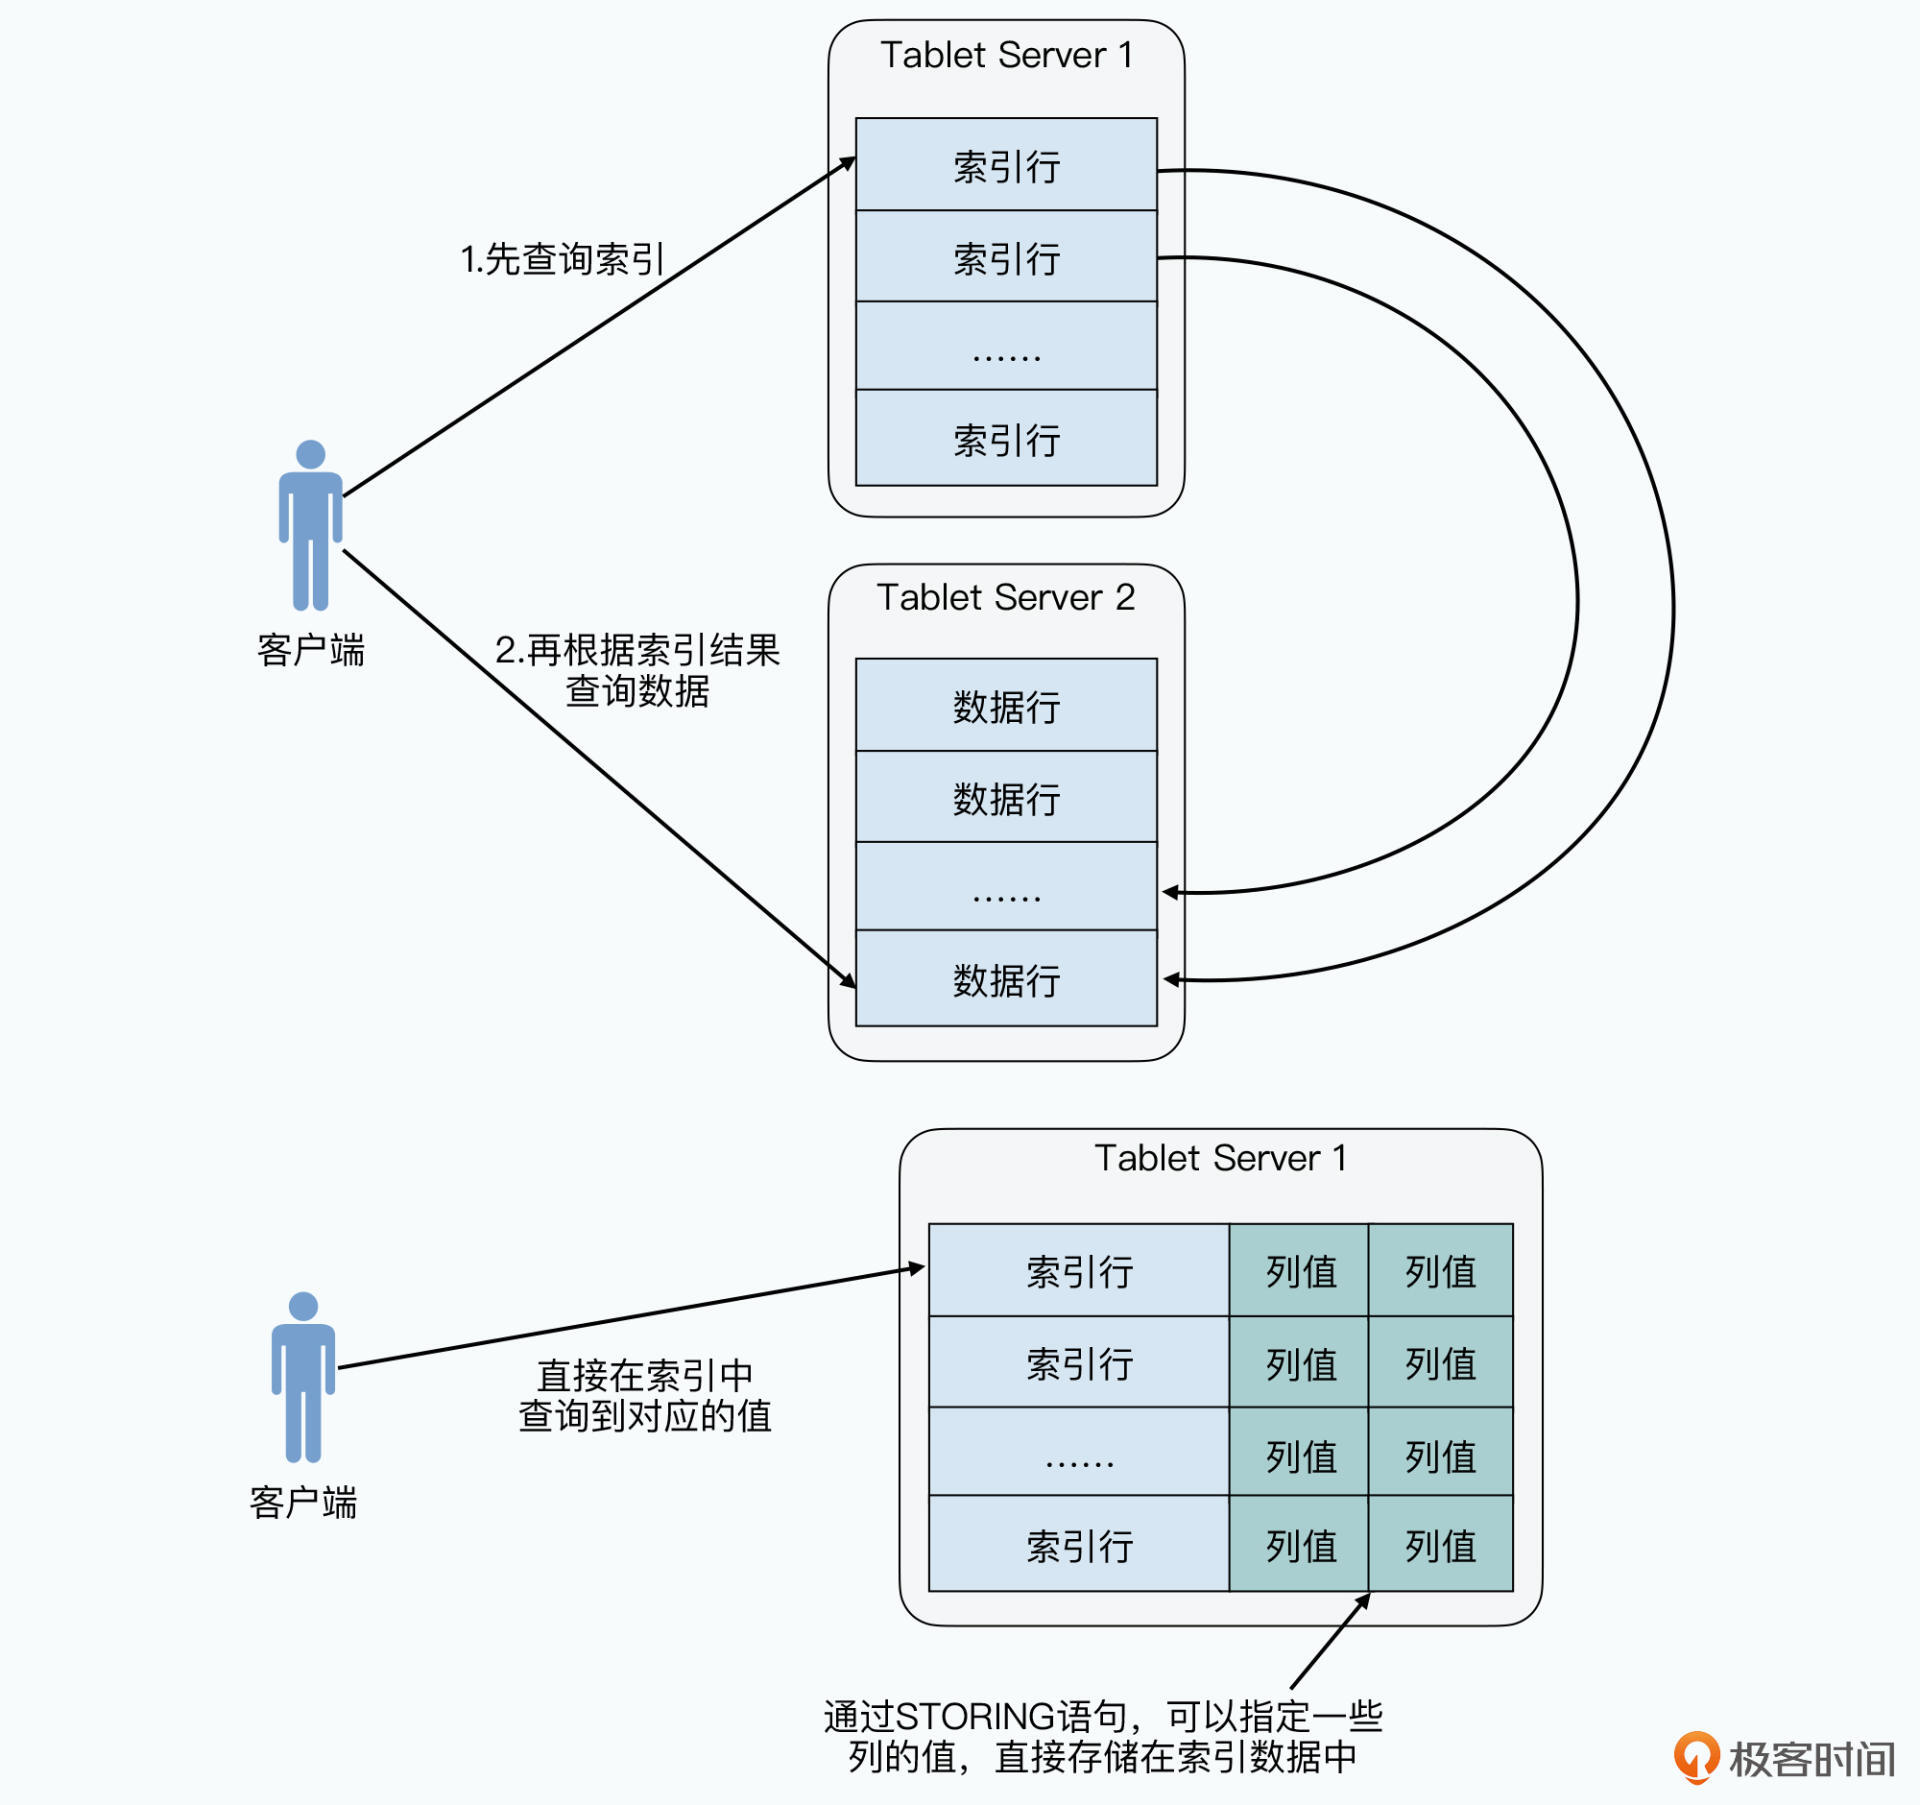 Tablet Server 1
索引行
索引行
……
索引行
1.先查询索引
客户端
2.再根据索引结果
查询数据
Tablet Server 2
数据行
数据行
……
数据行
Tablet Server 1
索引行 列值 列值
索引行 列值 列值
…… 列值 列值
索引行 列值 列值
直接在索引中
查询到对应的值
客户端
通过STORING语句，可以指定一些
列的值，直接存储在索引数据中
极客时间